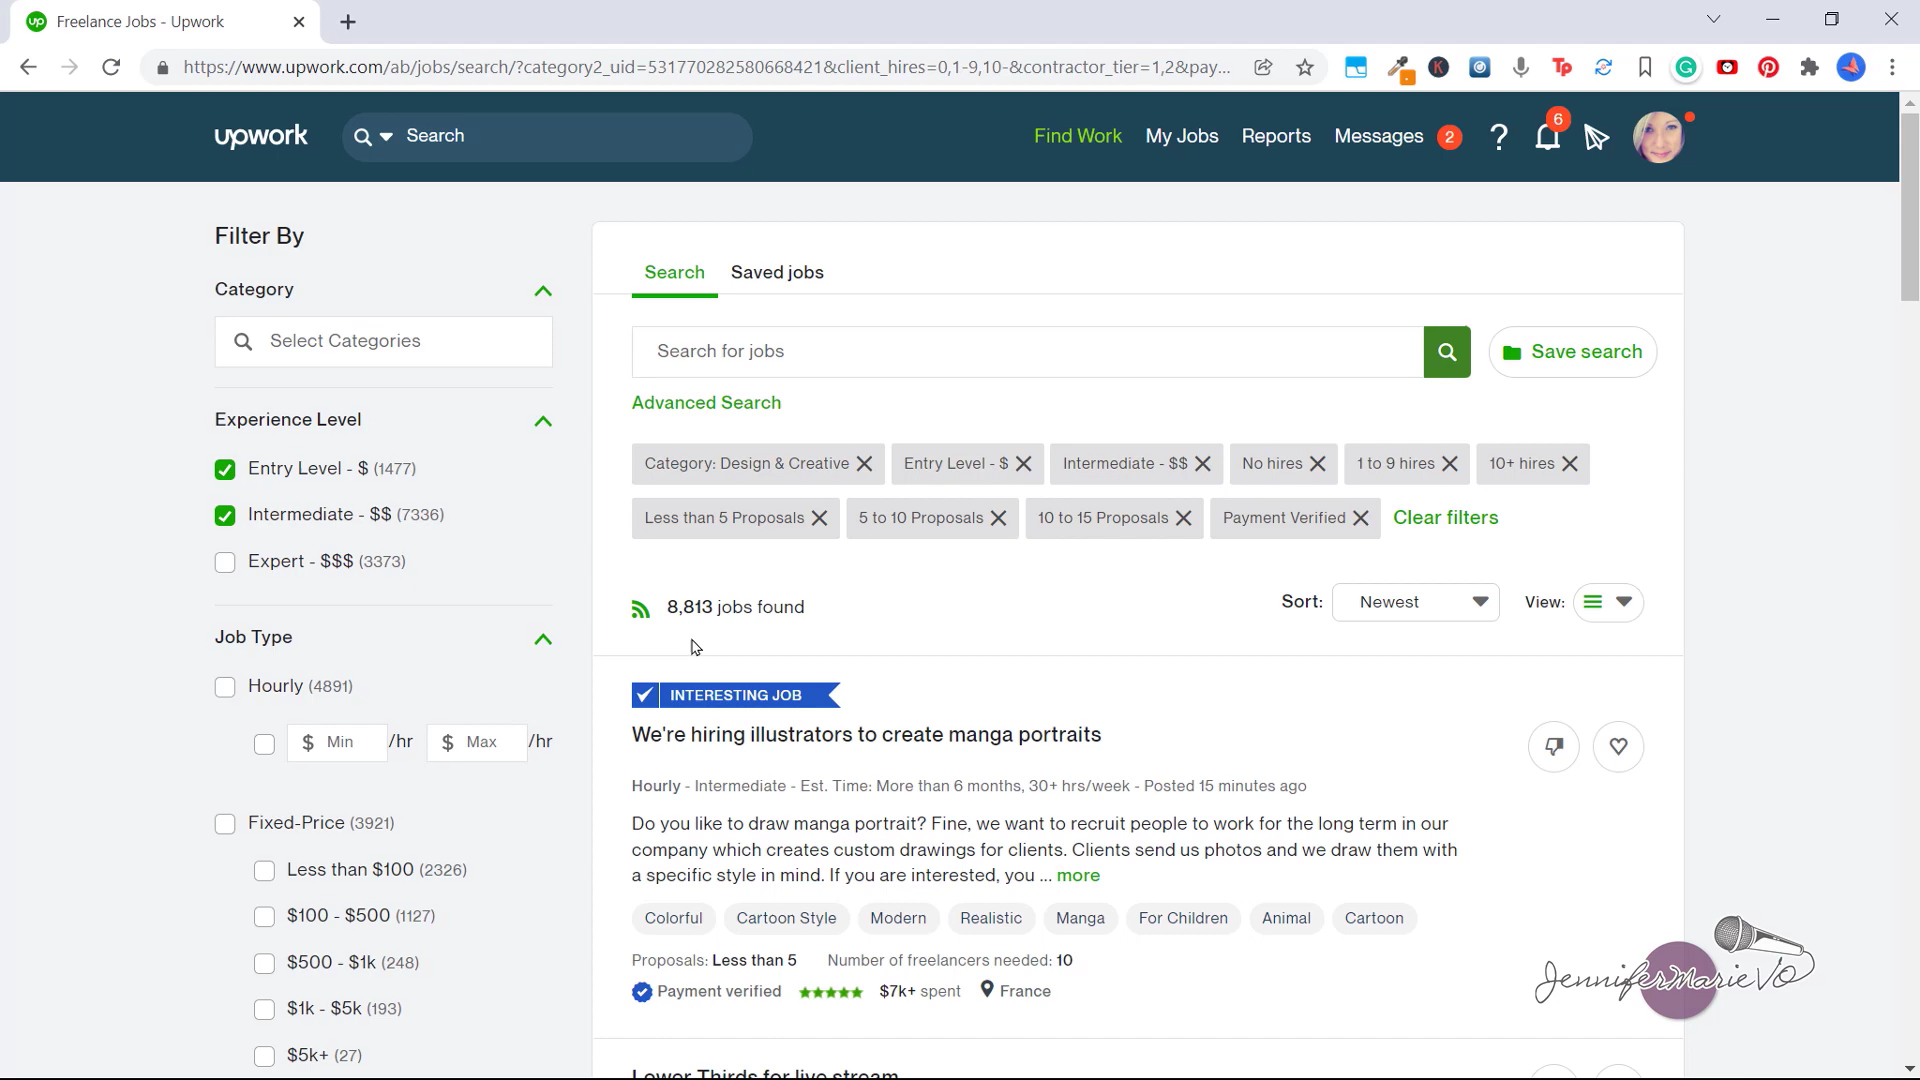 Freelance Jobs - Upwork
https://www.upwork.com/ab/jobs/search/?category2_uid=531770282580668421&client_hires=0,1-9,10-&contractor_tier=1,2&pay...
upwork
Search
Find Work
My Jobs
Reports
Messages
2
6
Filter By
Category
Select Categories
Experience Level
Entry Level - $ (1477)
Intermediate - $$ (7336)
Expert - $$$ (3373)
Job Type
Hourly (4891)
$ Min /hr $ Max /hr
Fixed-Price (3921)
Less than $100 (2326)
$100 - $500 (1127)
$500 - $1k (248)
$1k - $5k (193)
$5k+ (27)
Search Saved jobs
Search for jobs
Save search
Advanced Search
Category: Design & Creative Entry Level - $ Intermediate - $$ No hires 1 to 9 hires 10+ hires
Less than 5 Proposals 5 to 10 Proposals 10 to 15 Proposals Payment Verified Clear filters
8,813 jobs found
Sort: Newest View:
INTERESTING JOB
We're hiring illustrators to create manga portraits
Hourly - Intermediate - Est. Time: More than 6 months, 30+ hrs/week - Posted 15 minutes ago
Do you like to draw manga portrait? Fine, we want to recruit people to work for the long term in our
company which creates custom drawings for clients. Clients send us photos and we draw them with
a specific style in mind. If you are interested, you ... more
Colorful Cartoon Style Modern Realistic Manga For Children Animal Cartoon
Proposals: Less than 5 Number of freelancers needed: 10
Payment verified $7k+ spent France
Lower Thirds for live stream
JenniferMarieVO